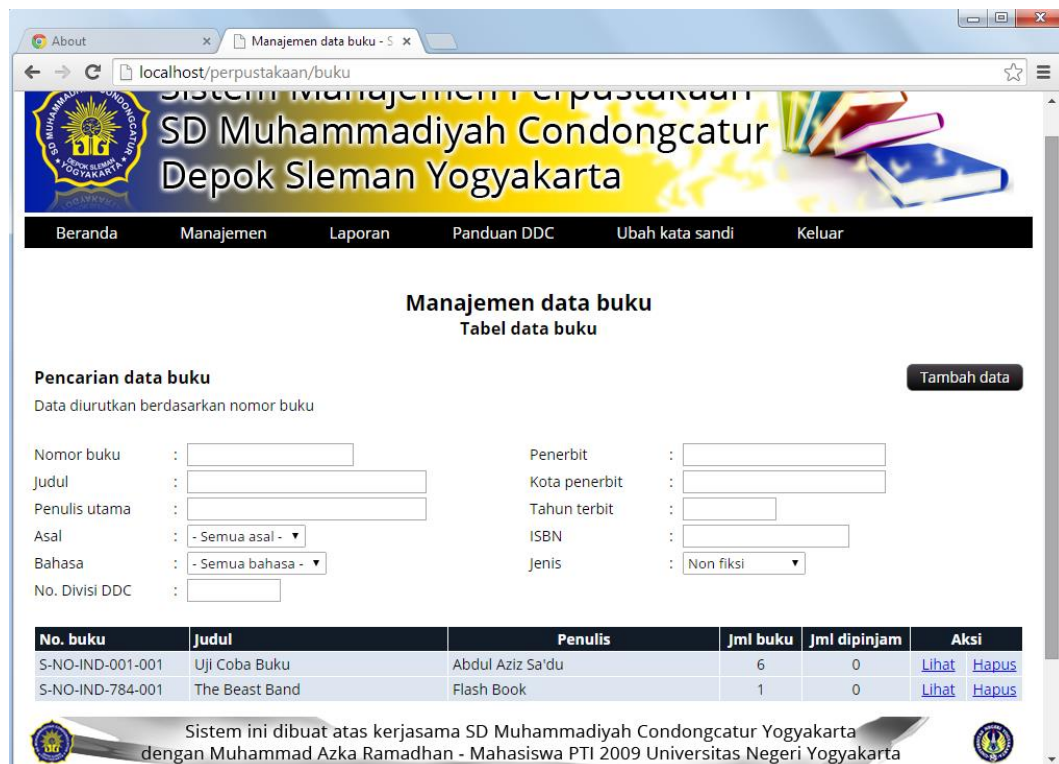 About
Manajemen data buku - S
localhost/perpustakaan/buku
Sistem Manajemen Perpustakaan
SD Muhammadiyah Condongcatur
Depok Sleman Yogyakarta
Beranda Manajemen Laporan Panduan DDC Ubah kata sandi Keluar
Manajemen data buku
Tabel data buku
Pencarian data buku Tambah data
Data diurutkan berdasarkan nomor buku
Nomor buku : Penerbit :
Judul : Kota penerbit :
Penulis utama : Tahun terbit :
Asal : - Semua asal - ISBN :
Bahasa : - Semua bahasa - Jenis : Non fiksi
No. Divisi DDC :
No. buku Judul Penulis Jml buku Jml dipinjam Aksi
S-NO-IND-001-001 Uji Coba Buku Abdul Aziz Sa'du 6 0 Lihat Hapus
S-NO-IND-784-001 The Beast Band Flash Book 1 0 Lihat Hapus
Sistem ini dibuat atas kerjasama SD Muhammadiyah Condongcatur Yogyakarta
dengan Muhammad Azka Ramadhan - Mahasiswa PTI 2009 Universitas Negeri Yogyakarta